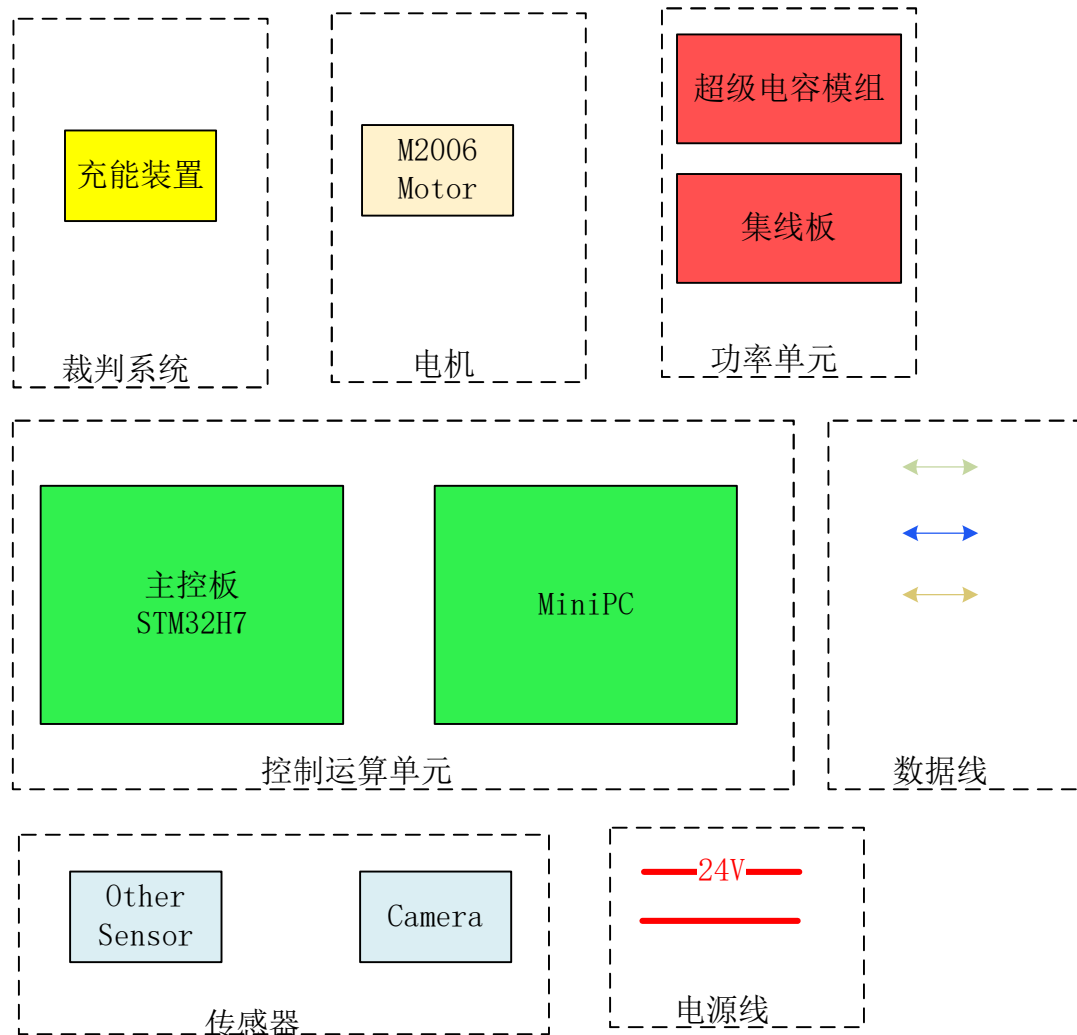 充能装置
裁判系统
M2006
Motor
电机
超级电容模组
集线板
功率单元
主控板
STM32H7
MiniPC
控制运算单元
数据线
Other
Sensor
Camera
传感器
24V
电源线